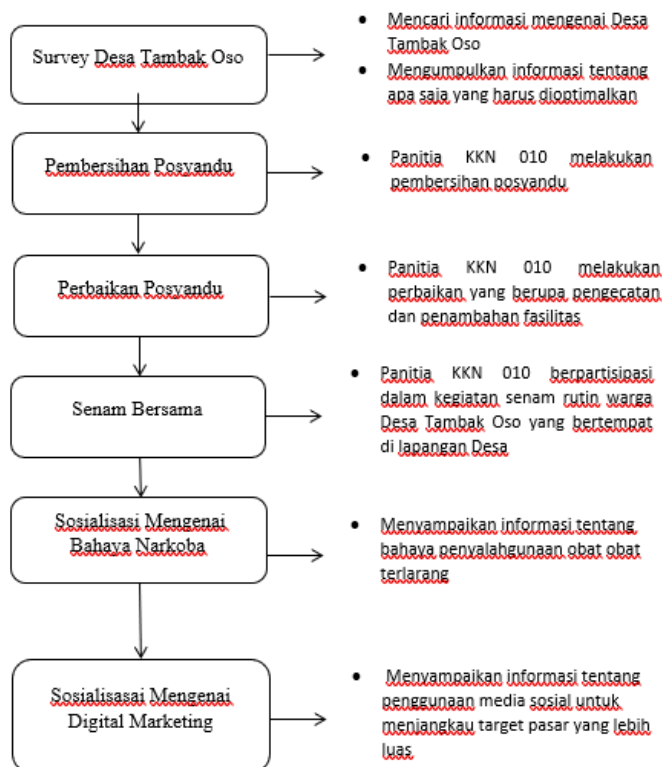 Survey Desa Tambak Oso
• Mencari informasi mengenai Desa
Tambak Oso
• Mengumpulkan informasi tentang
apa saja yang harus dioptimalkan
Pembersihan Posyandu
• Panitia KKN 010 melakukan
pembersihan posyandu
Perbaikan Posyandu
• Panitia KKN 010 melakukan
perbaikan yang berupa pengecatan
dan penambahan fasilitas
Senam Bersama
• Panitia KKN 010 berpartisipasi
dalam kegiatan senam rutin warga
Desa Tambak Oso yang bertempat
di lapangan Desa
Sosialisasi Mengenai
Bahaya Narkoba
• Menyampaikan informasi tentang
bahaya penyalahgunaan obat obat
terlarang
Sosialisasai Mengenai
Digital Marketing
• Menyampaikan informasi tentang
penggunaan media sosial untuk
menjangkau target pasar yang lebih
luas